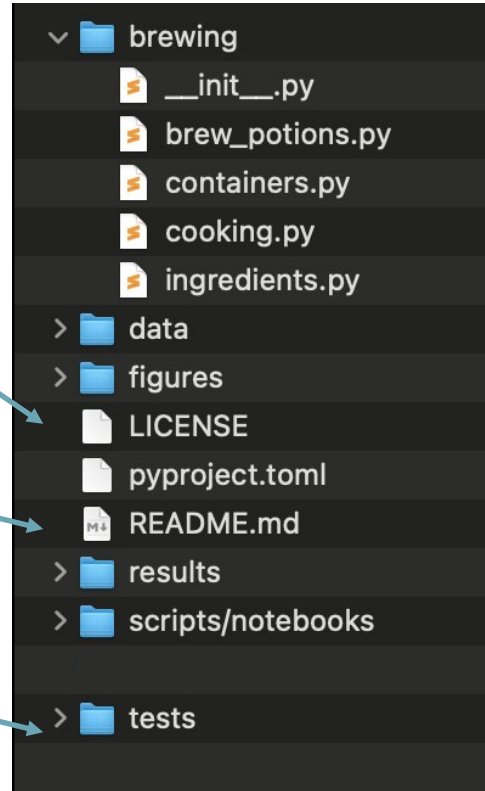 brewing
__init__.py
brew_potions.py
containers.py
cooking.py
ingredients.py
data
figures
LICENSE
pyproject.toml
M↓ README.md
results
scripts/notebooks
tests